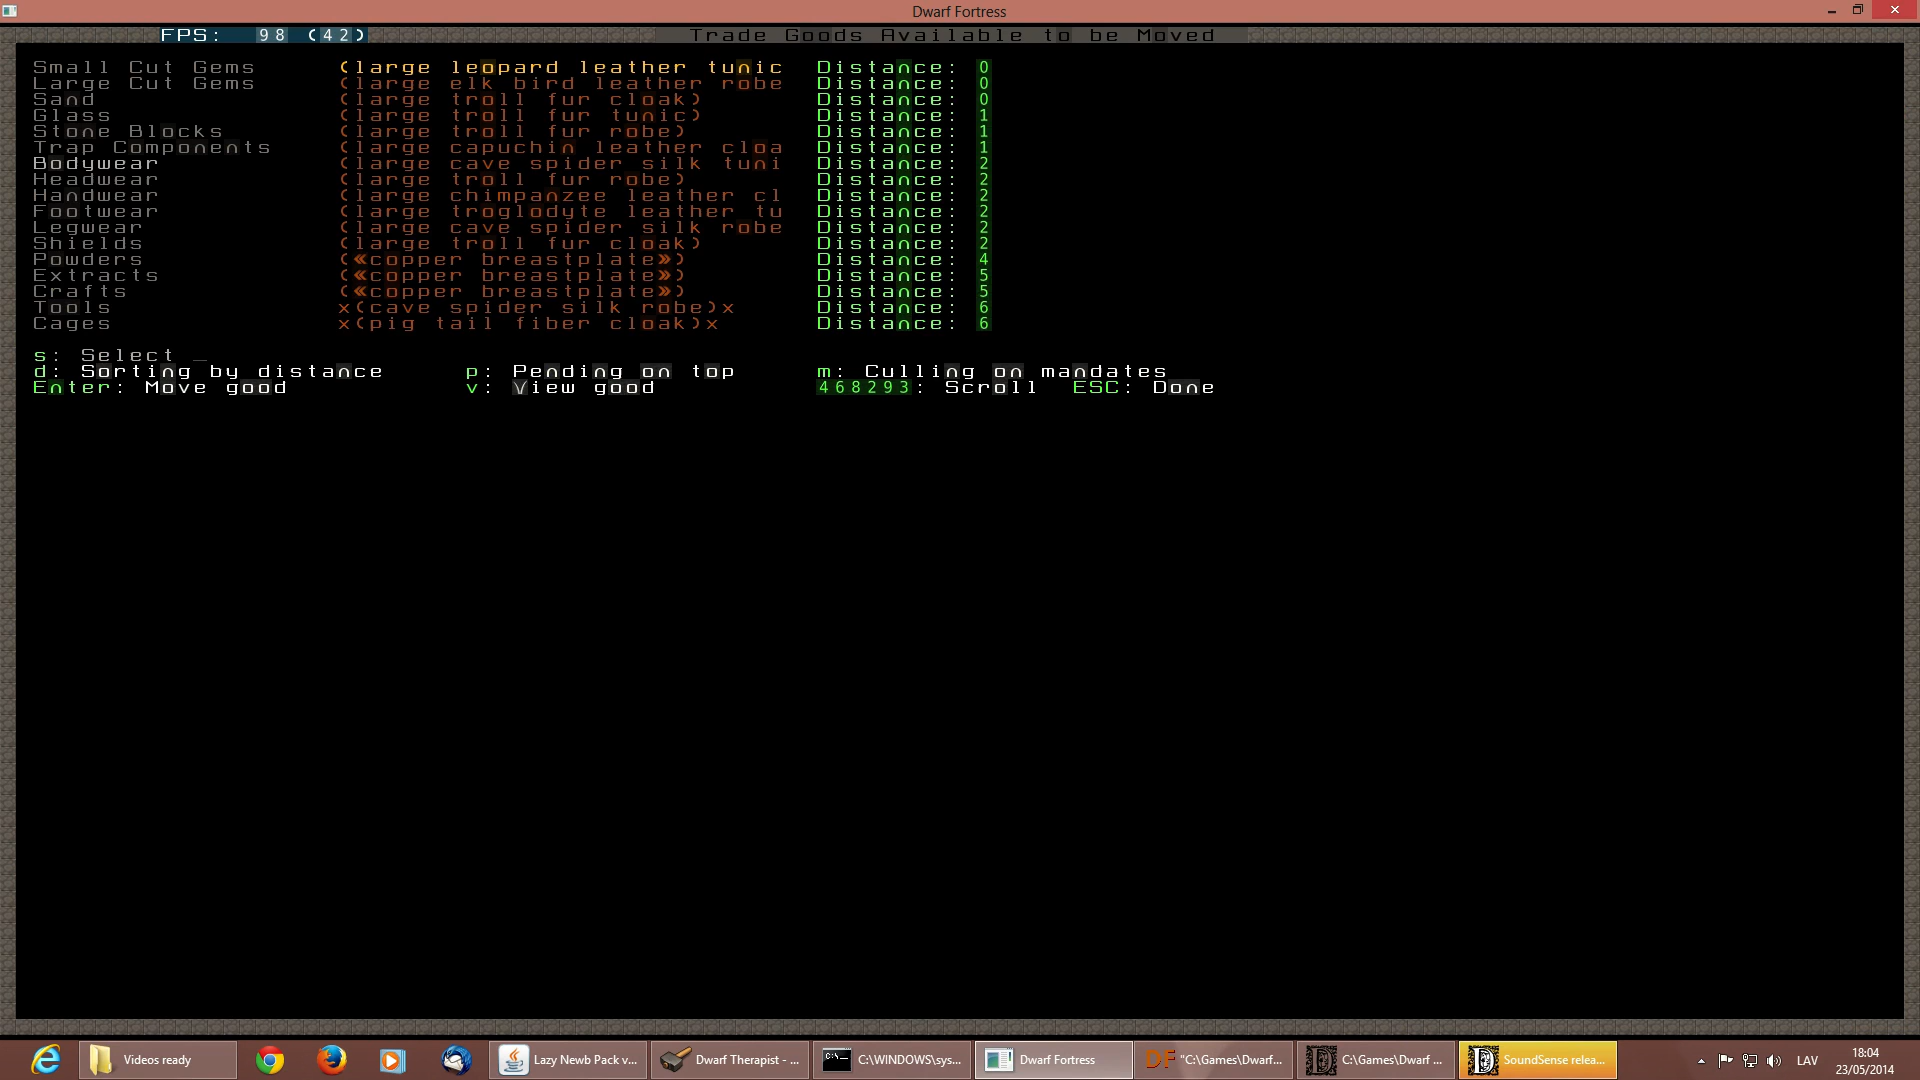 Dwarf Fortress
FPS: 98 (42) Trade Goods Available to be Moved
Small Cut Gems (large leopard leather tunic Distance: 0
Large Cut Gems (large elk bird leather robe Distance: 0
Sand (large troll fur cloak) Distance: 0
Glass (large troll fur tunic) Distance: 1
Stone Blocks (large troll fur robe) Distance: 1
Trap Components (large capuchin leather cloa Distance: 1
Bodywear (large cave spider silk tuni Distance: 2
Headwear (large troll fur robe) Distance: 2
Handwear (large chimpanzee leather cl Distance: 2
Footwear (large troglodyte leather tu Distance: 2
Legwear (large cave spider silk robe Distance: 2
Shields (large troll fur cloak) Distance: 2
Powders («copper breastplate») Distance: 4
Extracts («copper breastplate») Distance: 5
Crafts («copper breastplate») Distance: 5
Tools x(cave spider silk robe)x Distance: 6
Cages x(pig tail fiber cloak)x Distance: 6
s: Select _
d: Sorting by distance p: Pending on top m: Culling on mandates
Enter: Move good v: View good 468293: Scroll ESC: Done
Videos ready Lazy Newb Pack v... Dwarf Therapist - ... C:\WINDOWS\sys... Dwarf Fortress "C:\Games\Dwarf... C:\Games\Dwarf ... SoundSense relea... LAV 18:04
23/05/2014